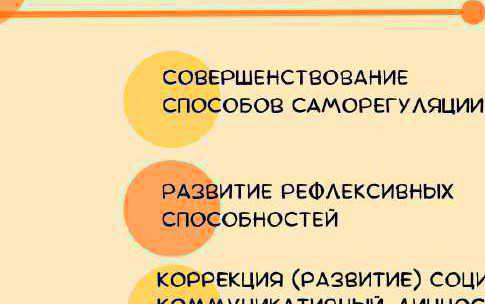 СОВЕРШЕНСТВОВАНИЕ
СПОСОБОВ САМОРЕГУЛЯЦИИ
РАЗВИТИЕ РЕФЛЕКСИВНЫХ
СПОСОБНОСТЕЙ
КОРРЕКЦИЯ (РАЗВИТИЕ)